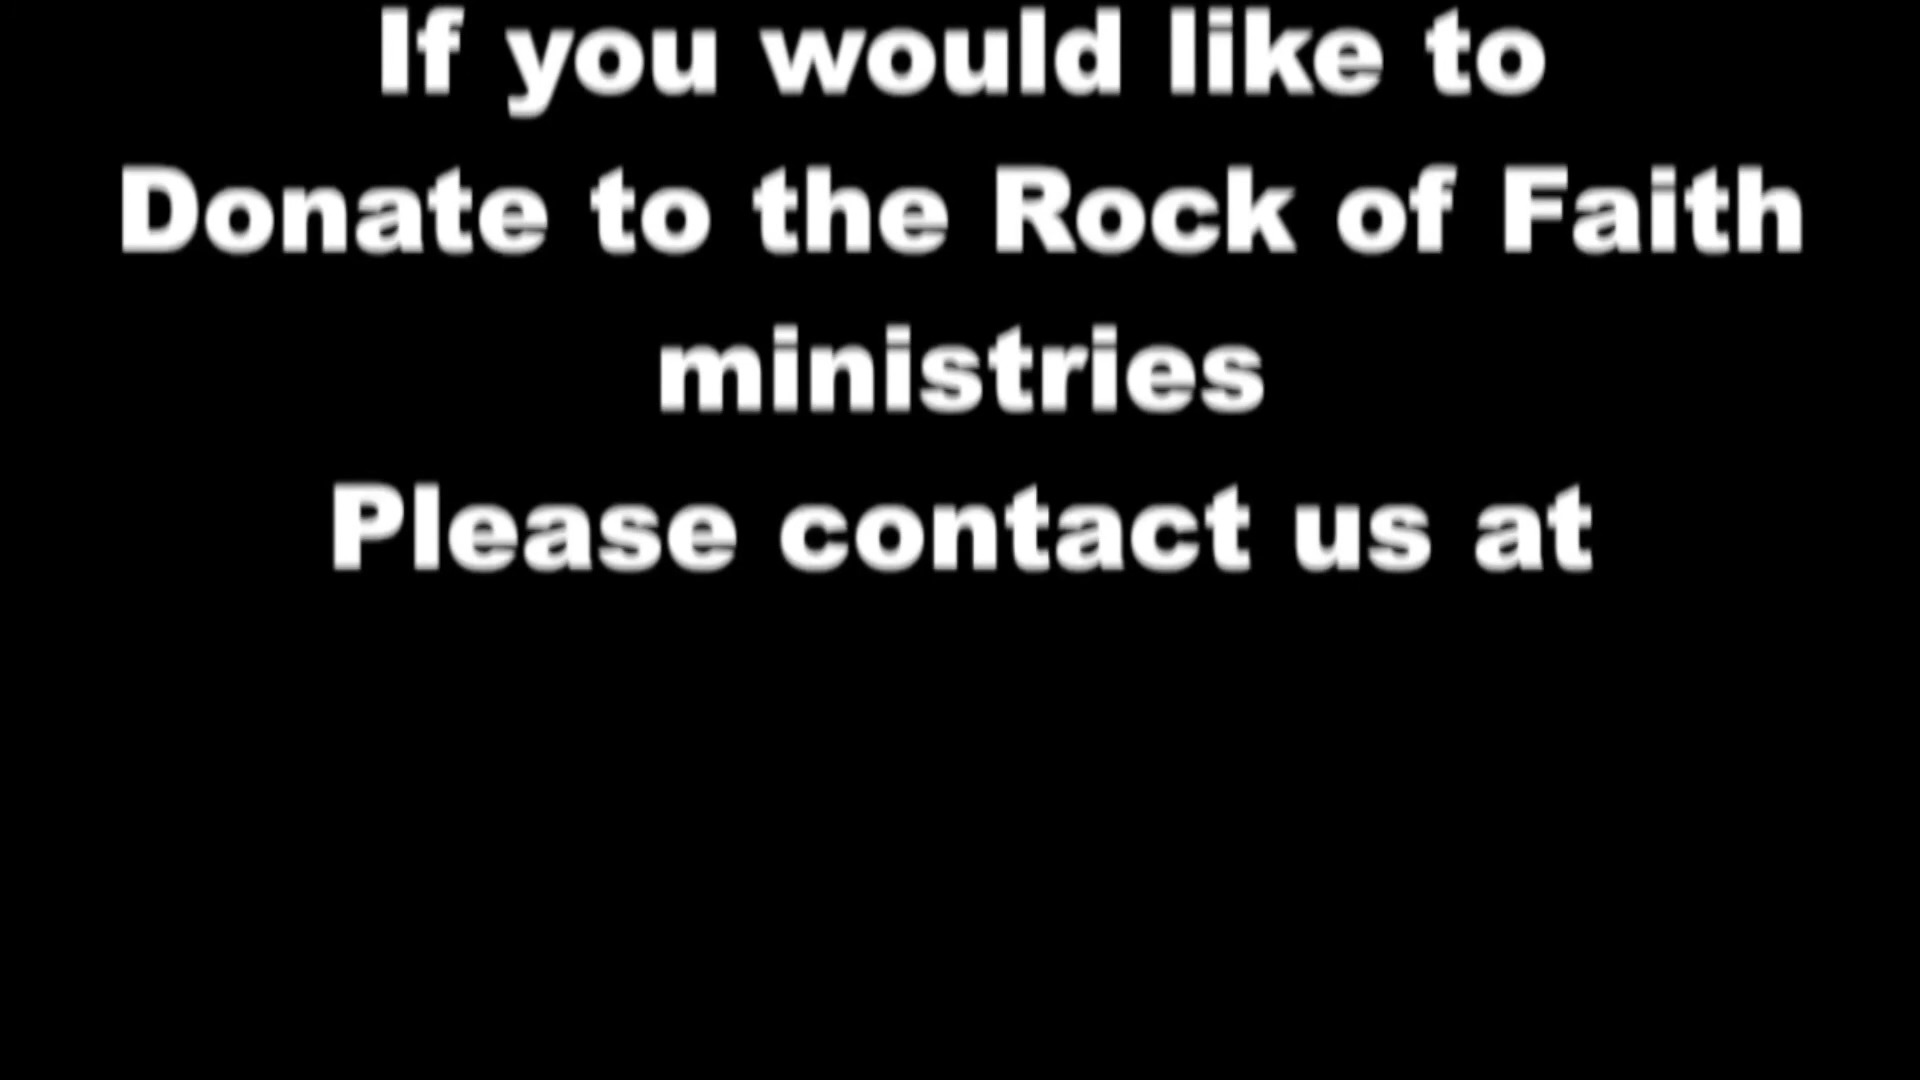 If you would like to
Donate to the Rock of Faith
ministries
Please contact us at